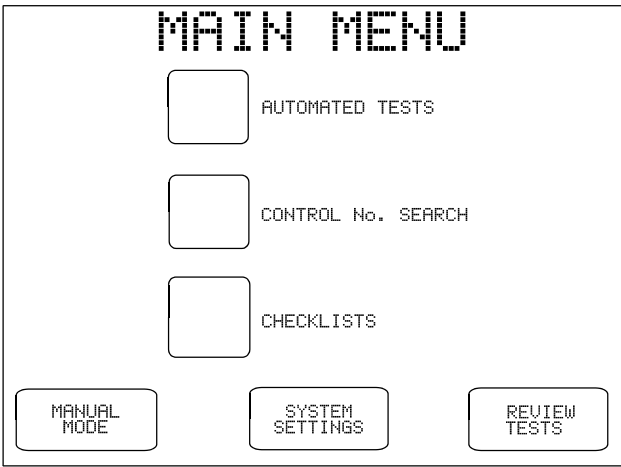 MAIN MENU
AUTOMATED TESTS
CONTROL No. SEARCH
CHECKLISTS
MANUAL
MODE
SYSTEM
SETTINGS
REVIEW
TESTS